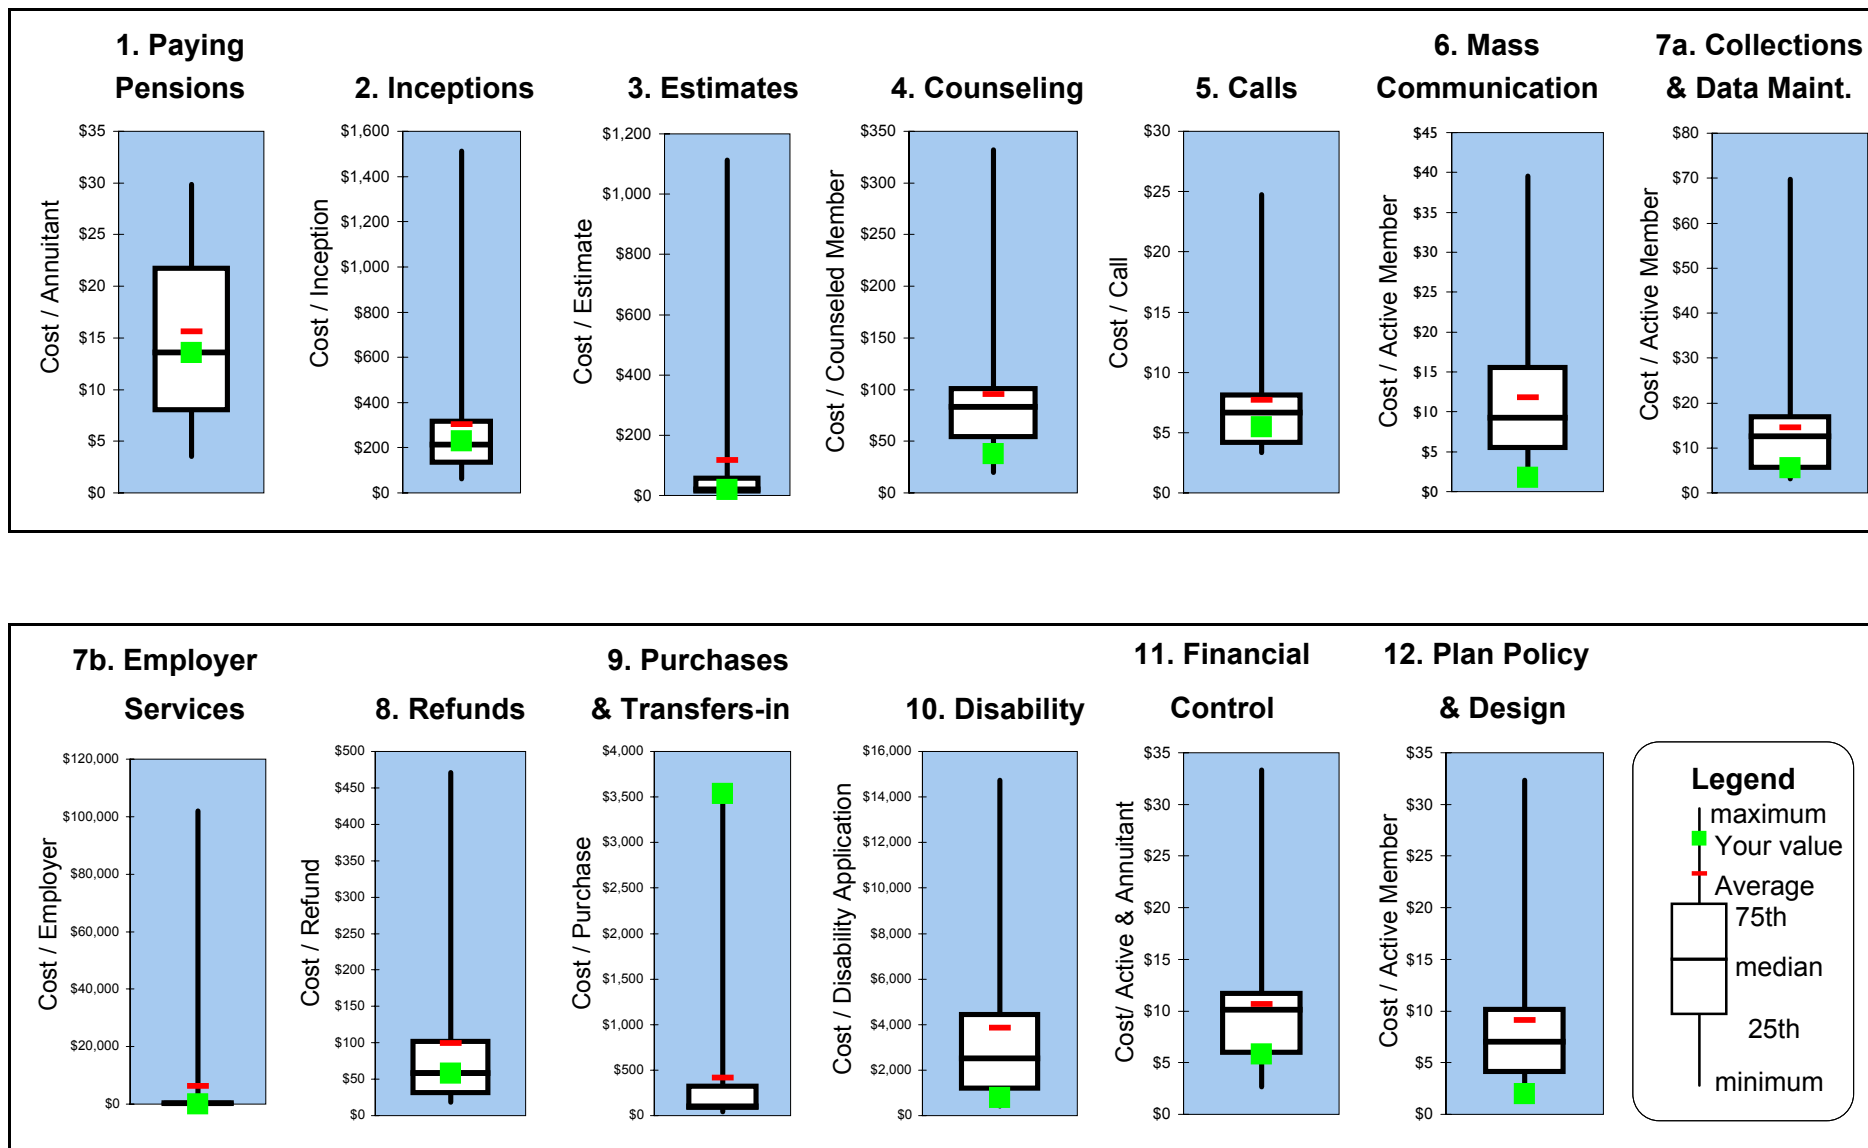 1. Paying
Pensions
2. Inceptions
3. Estimates
4. Counseling
5. Calls
6. Mass
Communication
7a. Collections
& Data Maint.
Cost / Annuitant
$35
$30
$25
$20
$15
$10
$5
$0
Cost / Inception
$1,600
$1,400
$1,200
$1,000
$800
$600
$400
$200
$0
Cost / Estimate
$1,200
$1,000
$800
$600
$400
$200
$0
Cost / Counseled Member
$350
$300
$250
$200
$150
$100
$50
$0
Cost / Call
$30
$25
$20
$15
$10
$5
$0
Cost / Active Member
$45
$40
$35
$30
$25
$20
$15
$10
$5
$0
Cost / Active Member
$80
$70
$60
$50
$40
$30
$20
$10
$0
7b. Employer
Services
8. Refunds
9. Purchases
& Transfers-in
10. Disability
11. Financial
Control
12. Plan Policy
& Design
Cost / Employer
$120,000
$100,000
$80,000
$60,000
$40,000
$20,000
$0
Cost / Refund
$500
$450
$400
$350
$300
$250
$200
$150
$100
$50
$0
Cost / Purchase
$4,000
$3,500
$3,000
$2,500
$2,000
$1,500
$1,000
$500
$0
Cost / Disability Application
$16,000
$14,000
$12,000
$10,000
$8,000
$6,000
$4,000
$2,000
$0
Cost/ Active & Annuitant
$35
$30
$25
$20
$15
$10
$5
$0
Cost / Active Member
$35
$30
$25
$20
$15
$10
$5
$0
Legend
maximum
Your value
Average
75th
median
25th
minimum